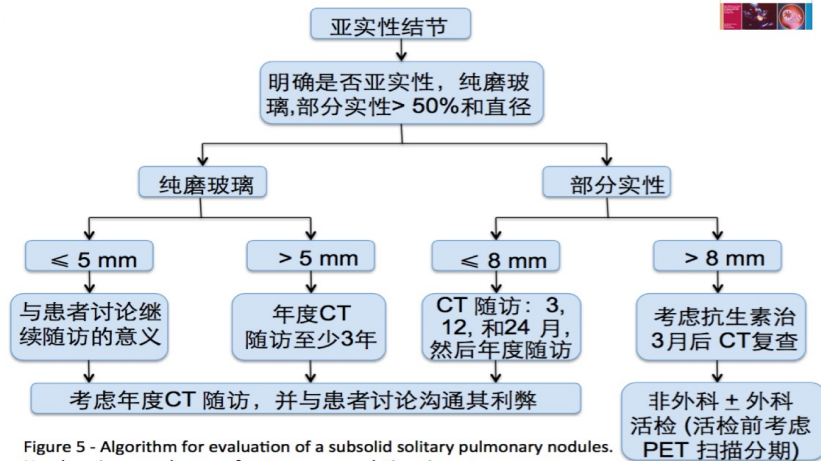 亚实性结节
明确是否亚实性，纯磨玻
璃,部分实性> 50%和直径
纯磨玻璃
部分实性
≤ 5 mm
> 5 mm
≤ 8 mm
> 8 mm
与患者讨论继
续随访的意义
年度CT
随访至少3年
CT 随访：3,
12, 和24 月,
然后年度随访
考虑抗生素治
3月后 CT复查
考虑年度CT 随访，并与患者讨论沟通其利弊
非外科 ± 外科
活检 (活检前考虑
PET 扫描分期)
Figure 5 - Algorithm for evaluation of a subsolid solitary pulmonary nodules.